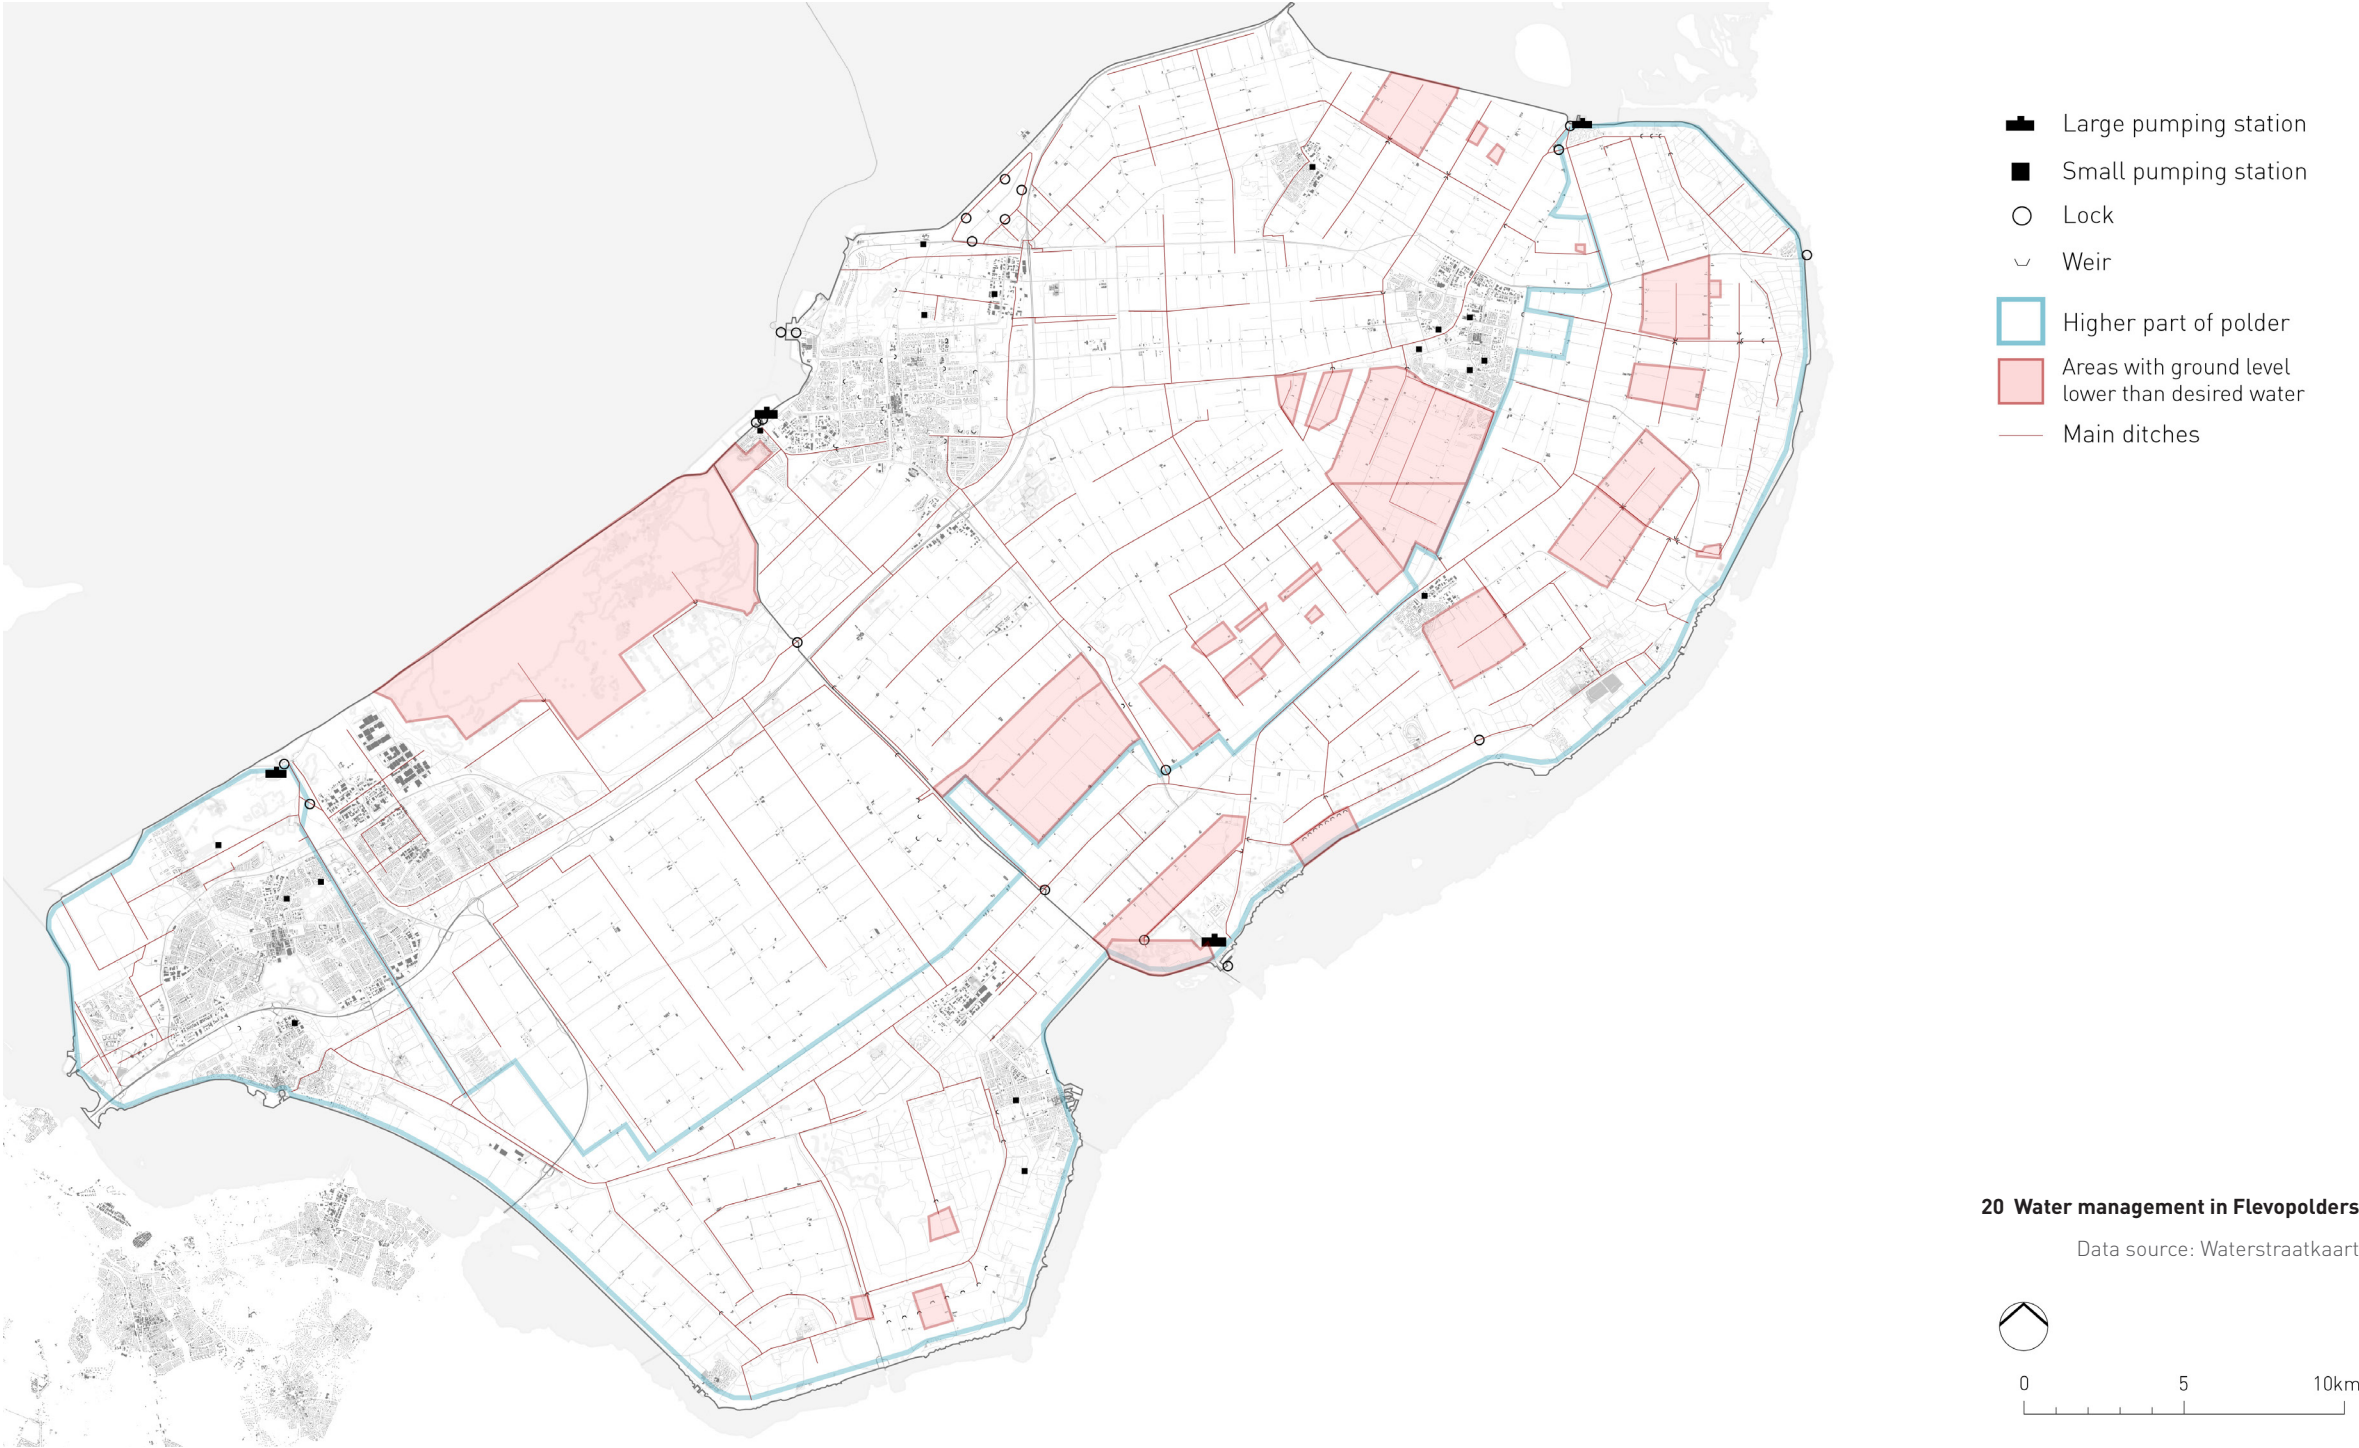 Large pumping station
Small pumping station
Lock
Weir
Higher part of polder
Areas with ground level
lower than desired water
Main ditches
20 Water management in Flevopolders
Data source: Waterstraatkaart
0 5 10km